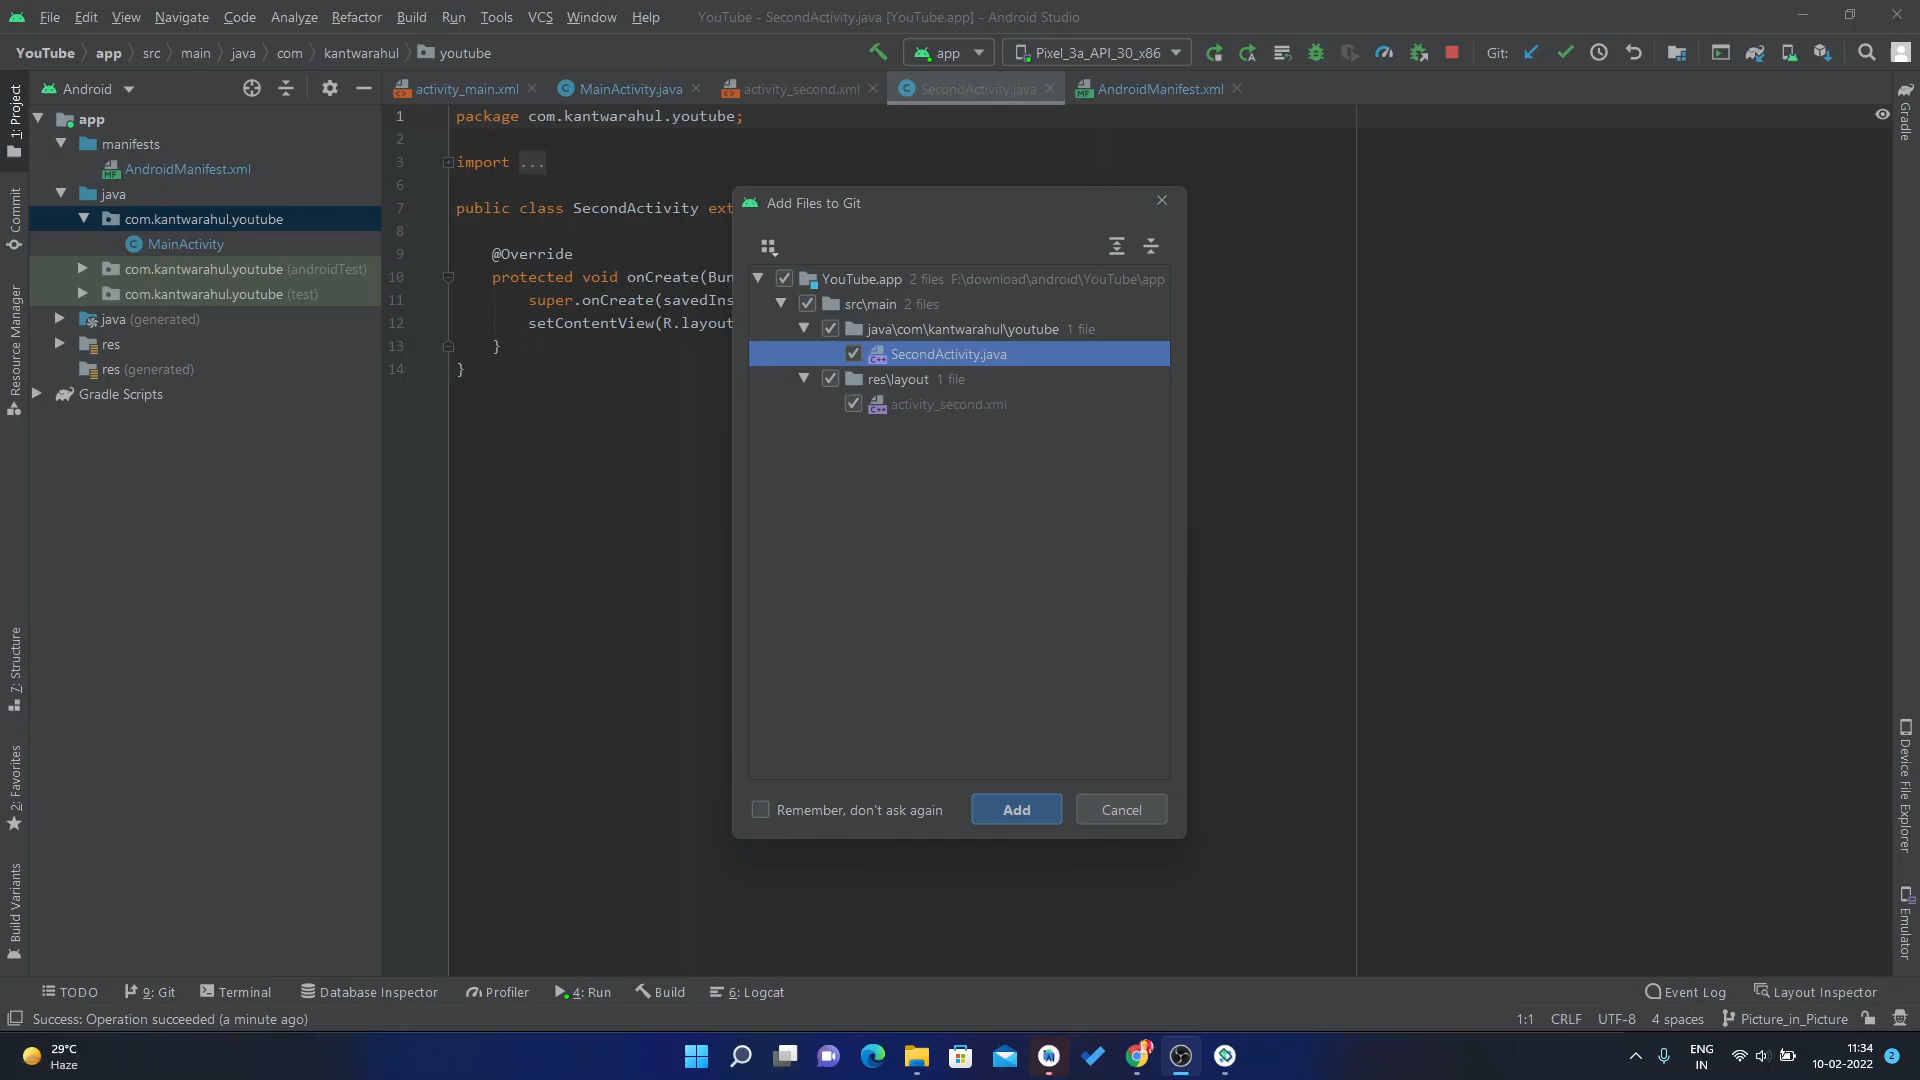 File Edit View Navigate Code Analyze Refactor Build Run Tools VCS Window Help YouTube - SecondActivity.java [YouTube.app] - Android Studio
YouTube app src main java com kantwarahul youtube app Pixel_3a_API_30_x86 Git:
Android activity_main.xml MainActivity.java activity_second.xml SecondActivity.java AndroidManifest.xml
1: Project
Commit
Resource Manager
7: Structure
2: Favorites
Build Variants
app
manifests
AndroidManifest.xml
java
com.kantwarahul.youtube
MainActivity
com.kantwarahul.youtube (androidTest)
com.kantwarahul.youtube (test)
java (generated)
res
res (generated)
Gradle Scripts
1 package com.kantwarahul.youtube;
2
3 import ...
6
7 public class SecondActivity ext
8
9 @Override
10 protected void onCreate(Bun
11 super.onCreate(savedIns
12 setContentView(R.layout
13 }
14 }
Add Files to Git
YouTube.app 2 files F:\download\android\YouTube\app
src\main 2 files
java\com\kantwarahul\youtube 1 file
SecondActivity.java
res\layout 1 file
activity_second.xml
Remember, don't ask again Add Cancel
Gradle
Device File Explorer
Emulator
TODO 9: Git Terminal Database Inspector Profiler 4: Run Build 6: Logcat Event Log Layout Inspector
Success: Operation succeeded (a minute ago) 1:1 CRLF UTF-8 4 spaces Picture_in_Picture
29°C
Haze
ENG
IN
11:34
10-02-2022
2